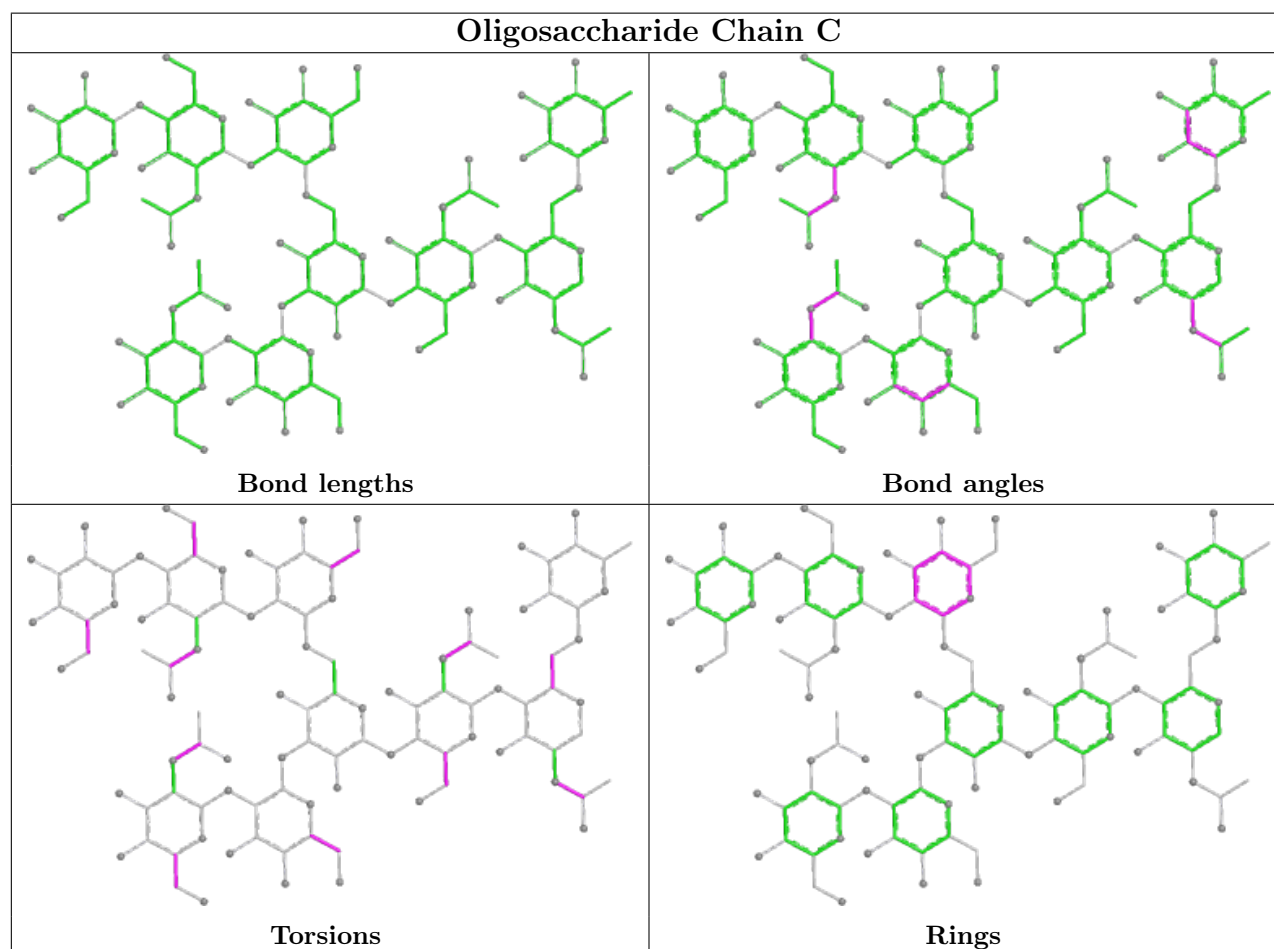 Oligosaccharide Chain C
Bond lengths
Bond angles
Torsions
Rings